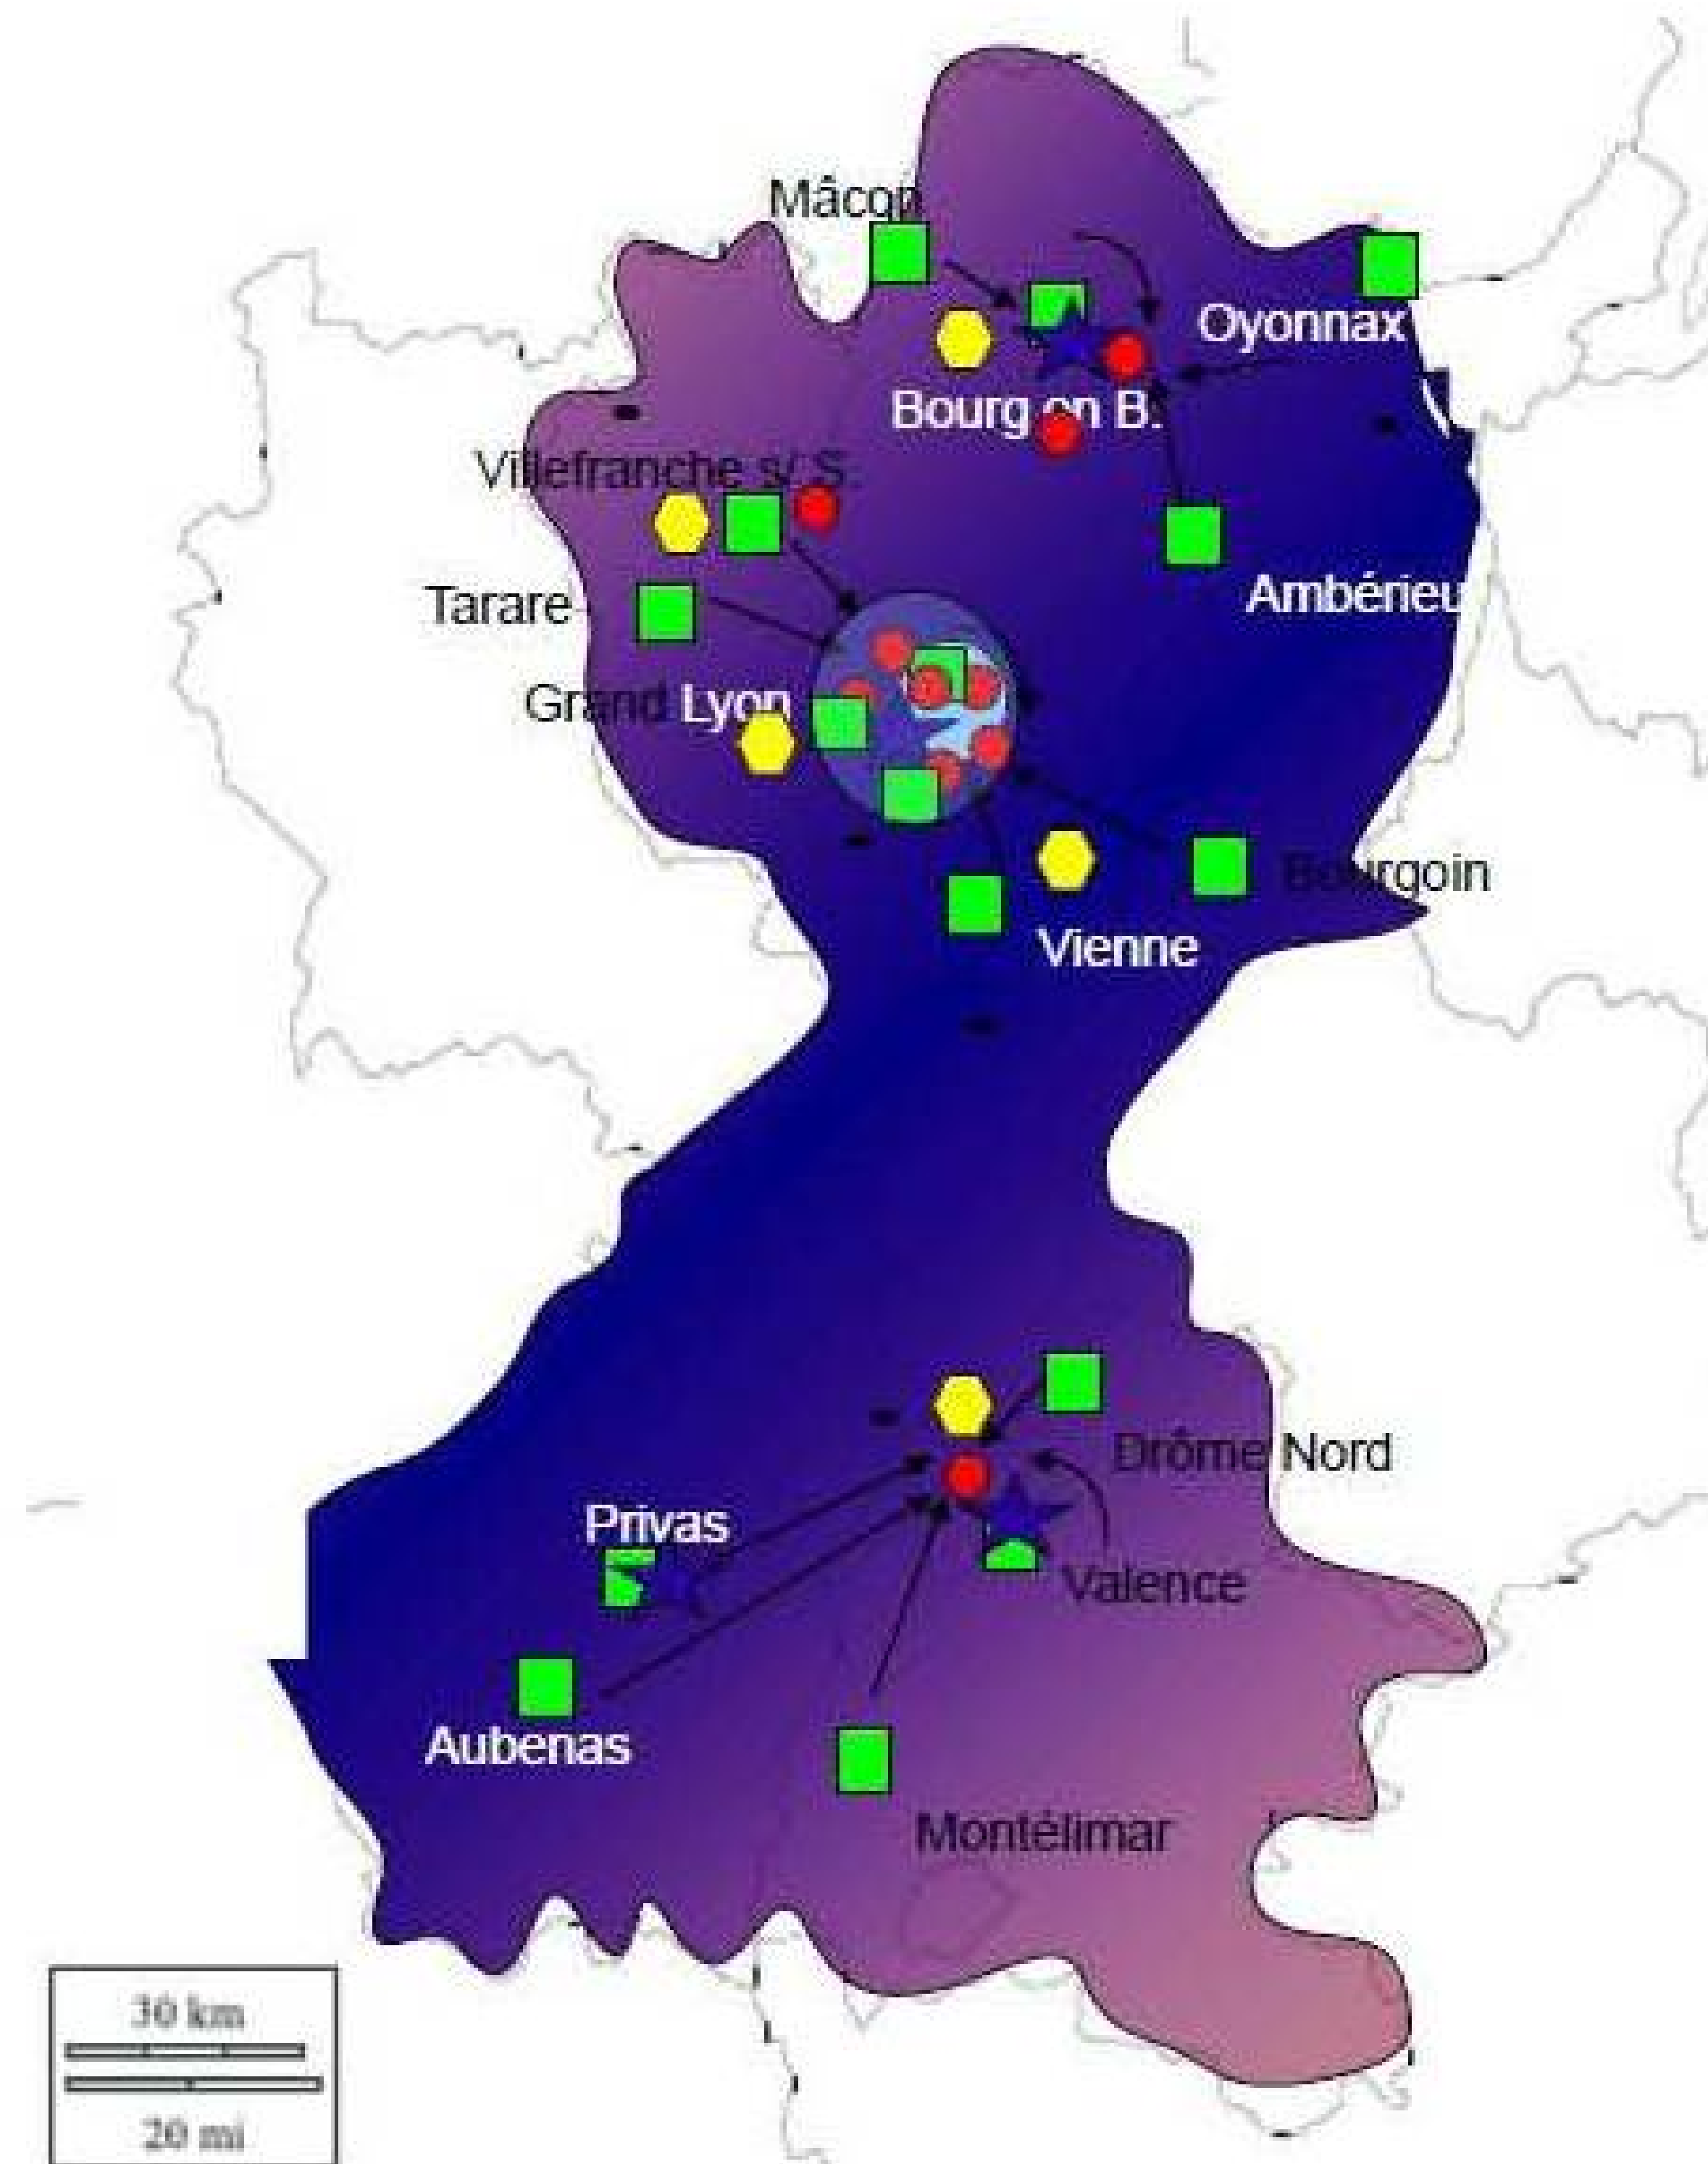 Mâcon
Oyonnax
Bourg en B.
Villefranche s/ S.
Ambérieu
Tarare
Grand Lyon
Bourgoin
Vienne
Drôme Nord
Privas
Valence
Aubenas
Montélimar
30 km
20 mi